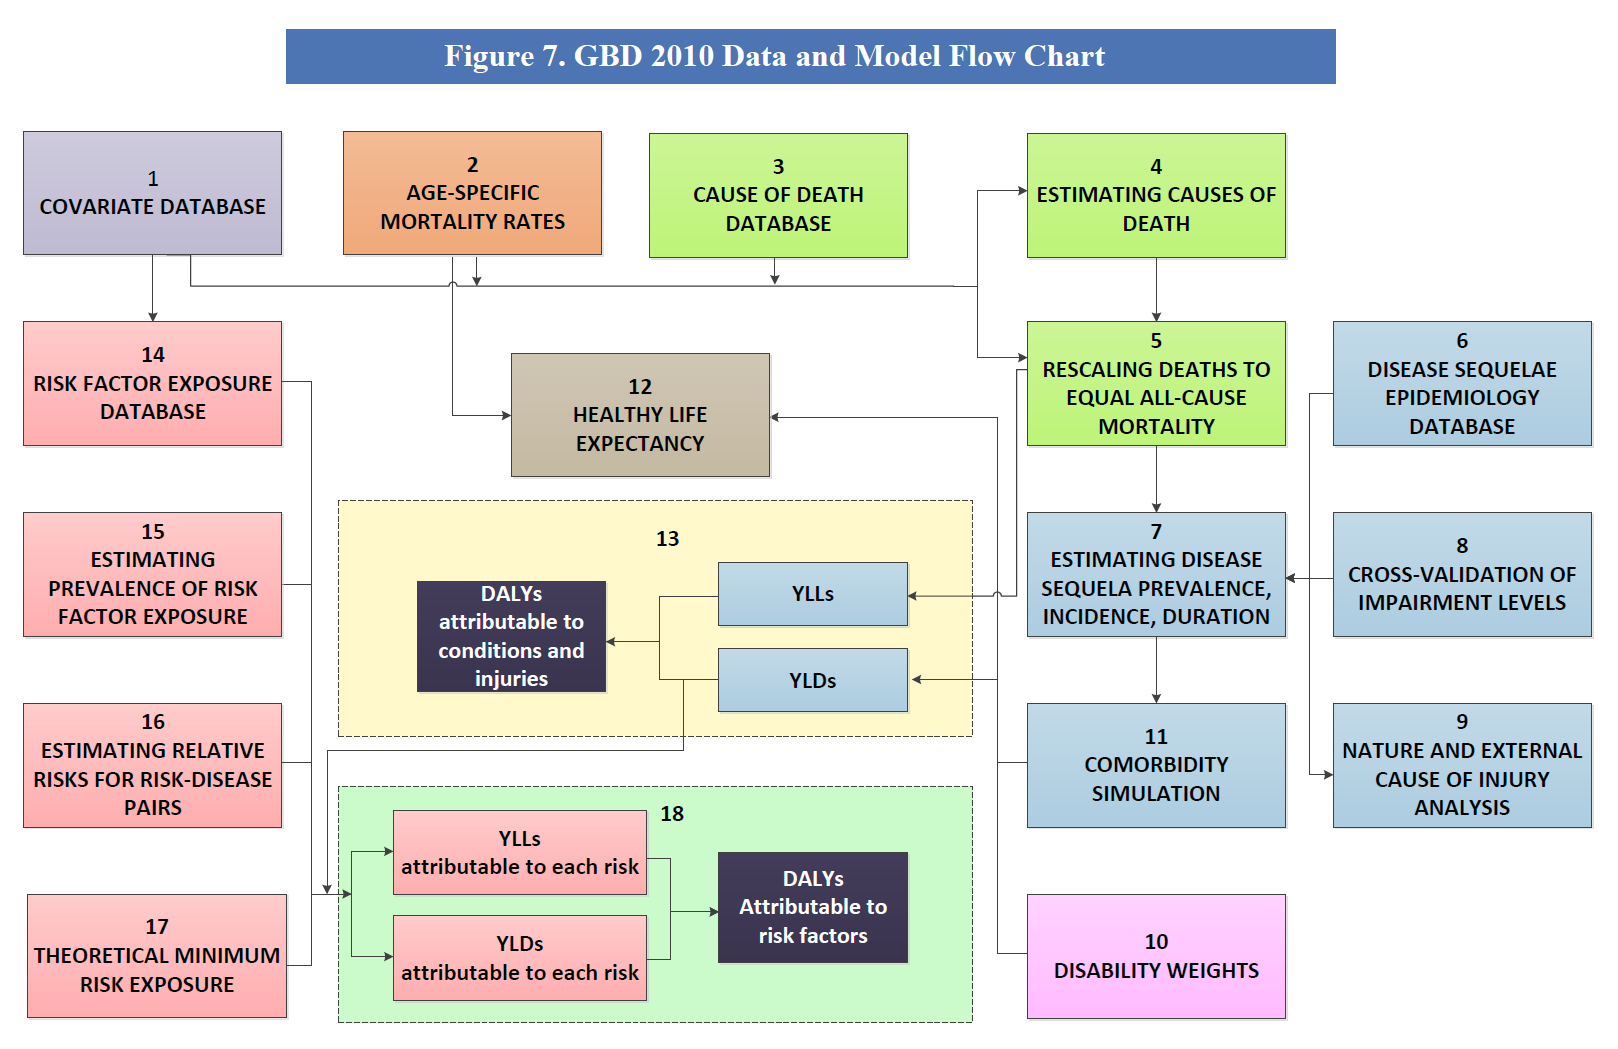 Figure 7. GBD 2010 Data and Model Flow Chart
1
COVARIATE DATABASE
2
AGE-SPECIFIC
MORTALITY RATES
3
CAUSE OF DEATH
DATABASE
4
ESTIMATING CAUSES OF
DEATH
14
RISK FACTOR EXPOSURE
DATABASE
12
HEALTHY LIFE
EXPECTANCY
5
RESCALING DEATHS TO
EQUAL ALL-CAUSE
MORTALITY
6
DISEASE SEQUELAE
EPIDEMIOLOGY
DATABASE
15
ESTIMATING
PREVALENCE OF RISK
FACTOR EXPOSURE
13
DALYs
attributable to
conditions and
injuries
YLLs
YLDs
7
ESTIMATING DISEASE
SEQUELA PREVALENCE,
INCIDENCE, DURATION
8
CROSS-VALIDATION OF
IMPAIRMENT LEVELS
16
ESTIMATING RELATIVE
RISKS FOR RISK-DISEASE
PAIRS
11
COMORBIDITY
SIMULATION
9
NATURE AND EXTERNAL
CAUSE OF INJURY
ANALYSIS
18
YLLs
attributable to each risk
YLDs
attributable to each risk
DALYs
Attributable to
risk factors
17
THEORETICAL MINIMUM
RISK EXPOSURE
10
DISABILITY WEIGHTS